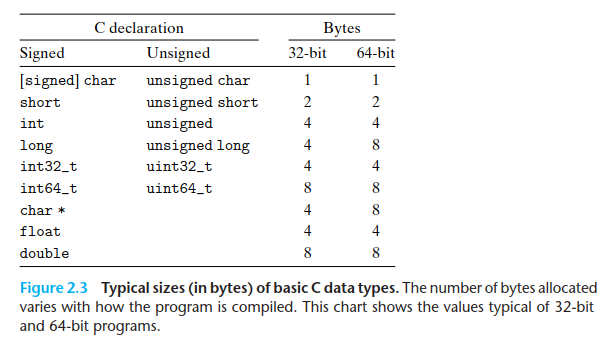 C declaration Bytes
Signed Unsigned 32-bit 64-bit
[signed] char unsigned char 1 1
short unsigned short 2 2
int unsigned 4 4
long unsigned long 4 8
int32_t uint32_t 4 4
int64_t uint64_t 8 8
char * 4 8
float 4 4
double 8 8
Figure 2.3 Typical sizes (in bytes) of basic C data types. The number of bytes allocated
varies with how the program is compiled. This chart shows the values typical of 32-bit
and 64-bit programs.